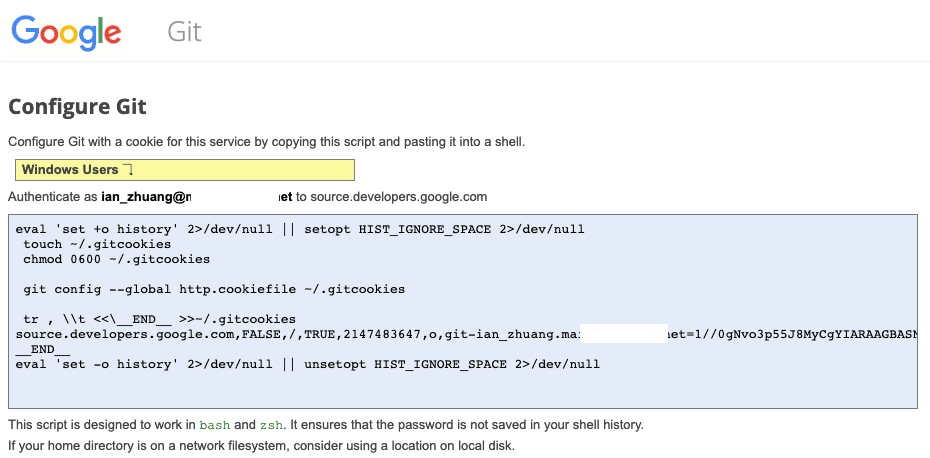 Google Git
Configure Git
Configure Git with a cookie for this service by copying this script and pasting it into a shell.
Windows Users
Authenticate as ian_zhuang@ to source.developers.google.com
eval 'set +o history' 2>/dev/null || setopt HIST_IGNORE_SPACE 2>/dev/null
touch ~/.gitcookies
chmod 0600 ~/.gitcookies
git config --global http.cookiefile ~/.gitcookies
tr , \\t <<\__END__ >>~/.gitcookies
source.developers.google.com,FALSE,/,TRUE,2147483647,o,git-ian_zhuang.mai et=1//0gNvo3p55J8MyCgYIARAAGBASN
__END__
eval 'set -o history' 2>/dev/null || unsetopt HIST_IGNORE_SPACE 2>/dev/null
This script is designed to work in bash and zsh. It ensures that the password is not saved in your shell history.
If your home directory is on a network filesystem, consider using a location on local disk.